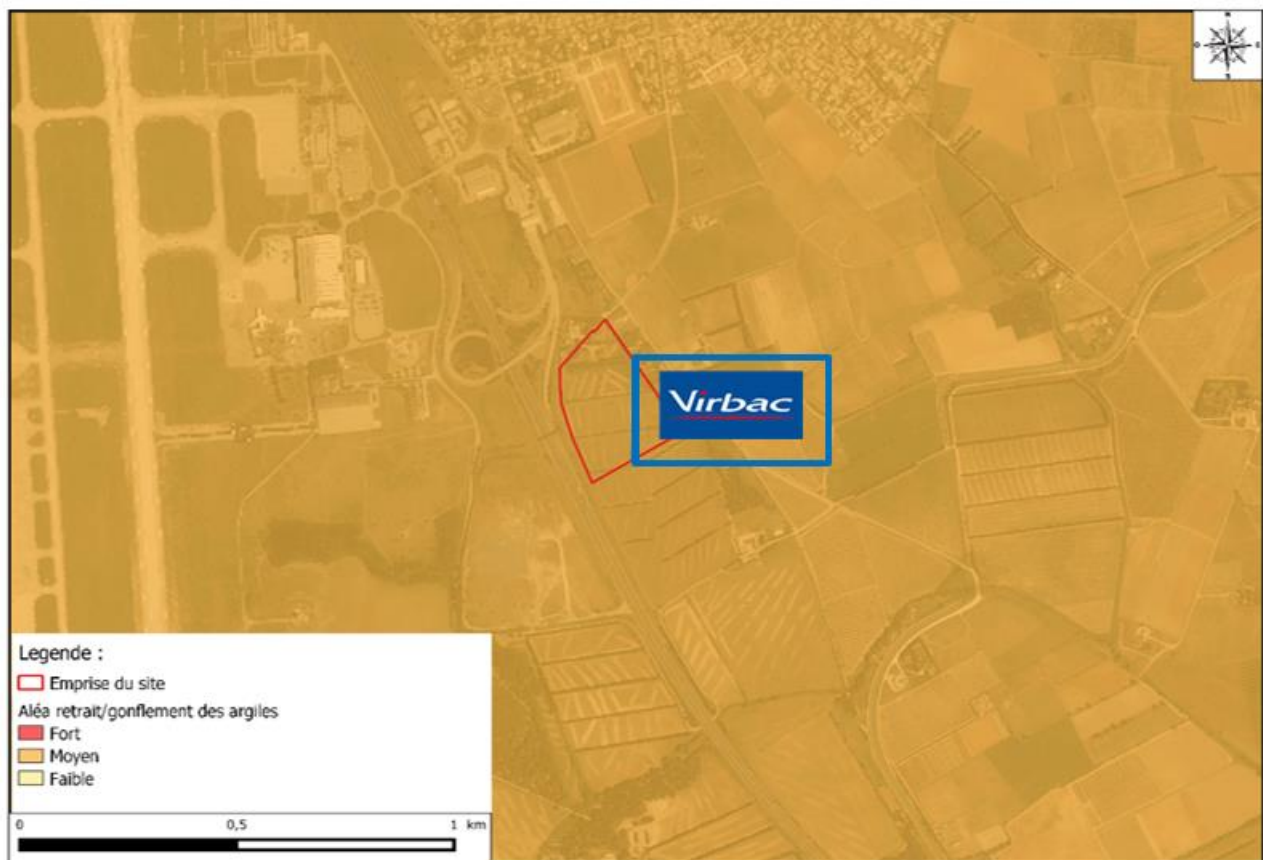 N
O
E
S
Virbac
Legende :
Emprise du site
Aléa retrait/gonflement des argiles
Fort
Moyen
Faible
0 0,5 1 km